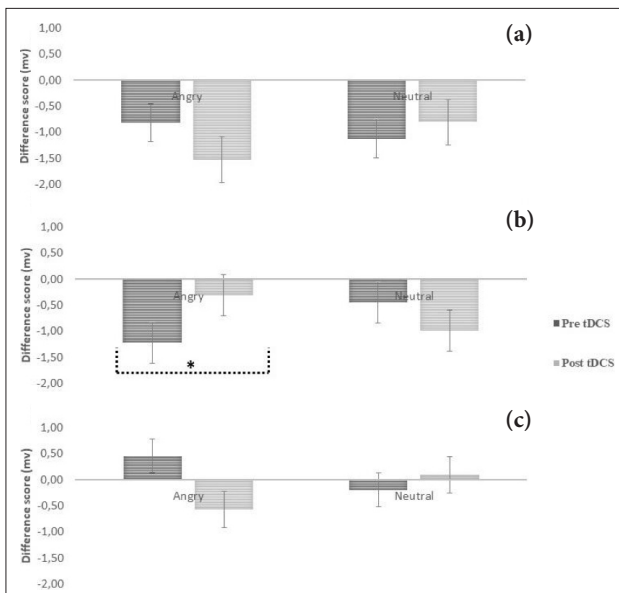 (a)
Difference score (mv)
1,00
0,50
0,00
-0,50
-1,00
-1,50
-2,00
Angry
Neutral
(b)
Difference score (mv)
1,00
0,50
0,00
-0,50
-1,00
-1,50
-2,00
Angry
Neutral
*
Pre tDCS
Post tDCS
(c)
Difference score (mv)
1,00
0,50
0,00
-0,50
-1,00
-1,50
-2,00
Angry
Neutral